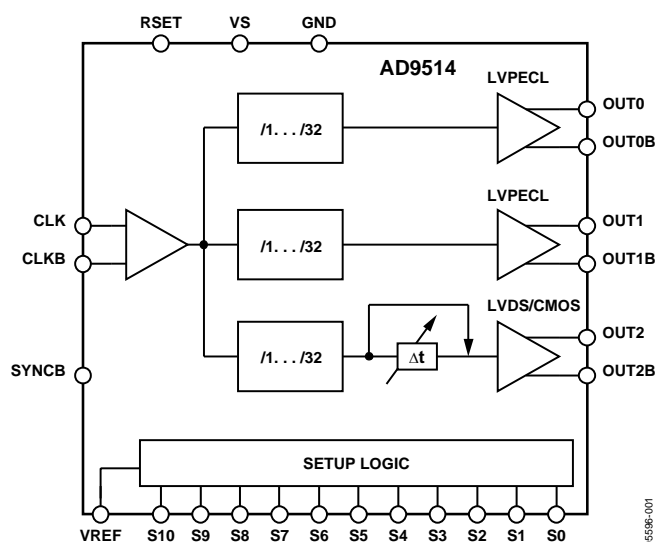 RSET VS GND
AD9514
LVPECL
OUT0
/1. . . /32
OUT0B
LVPECL
CLK
OUT1
/1. . . /32
CLKB
OUT1B
LVDS/CMOS
OUT2
/1. . . /32
Δt
SYNCB
OUT2B
SETUP LOGIC
VREF S10 S9 S8 S7 S6 S5 S4 S3 S2 S1 S0
5596-001